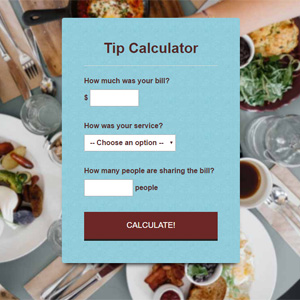 Tip Calculator
How much was your bill?
$
How was your service?
-- Choose an option --
How many people are sharing the bill?
people
CALCULATE!